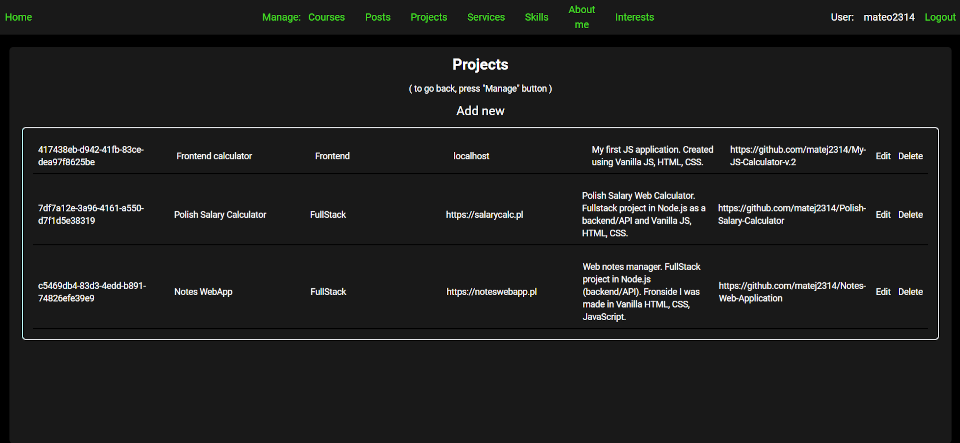 Home Manage: Courses Posts Projects Services Skills About me Interests User: mateo2314 Logout
Projects
( to go back, press "Manage" button )
Add new
417438eb-d942-41fb-83ce-
dea97f8625be
Frontend calculator
Frontend
localhost
My first JS application. Created
using Vanilla JS, HTML, CSS.
https://github.com/matej2314/My-
JS-Calculator-v.2
Edit Delete
7df7a12e-3a96-4161-a550-
d7f1d5e38319
Polish Salary Calculator
FullStack
https://salarycalc.pl
Polish Salary Web Calculator.
Fullstack project in Node.js as a
backend/API and Vanilla JS,
HTML, CSS.
https://github.com/matej2314/Polish-
Salary-Calculator
Edit Delete
c5469db4-83d3-4edd-b891-
74826efe39e9
Notes WebApp
FullStack
https://noteswebapp.pl
Web notes manager. FullStack
project in Node.js
(backend/API). Fronside I was
made in Vanilla HTML, CSS,
JavaScript.
https://github.com/matej2314/Notes-
Web-Application
Edit Delete